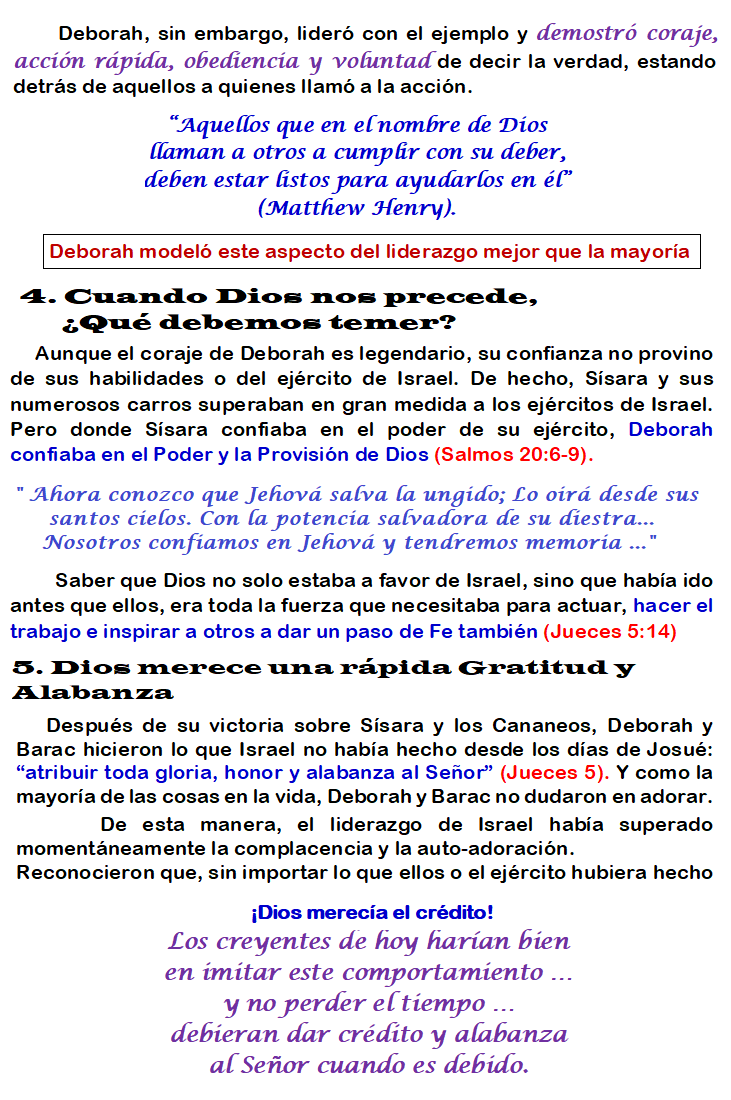 Deborah, sin embargo, lideró con el ejemplo y demostró coraje,
acción rápida, obediencia y voluntad de decir la verdad, estando
detrás de aquellos a quienes llamó a la acción.
“Aquellos que en el nombre de Dios
llaman a otros a cumplir con su deber,
deben estar listos para ayudarlos en él”
(Matthew Henry).
Deborah modeló este aspecto del liderazgo mejor que la mayoría
4. Cuando Dios nos precede,
¿Qué debemos temer?
Aunque el coraje de Deborah es legendario, su confianza no provino
de sus habilidades o del ejército de Israel. De hecho, Sísara y sus
numerosos carros superaban en gran medida a los ejércitos de Israel.
Pero donde Sísara confiaba en el poder de su ejército, Deborah
confiaba en el Poder y la Provisión de Dios (Salmos 20:6-9).
" Ahora conozco que Jehová salva la ungido; Lo oirá desde sus
santos cielos. Con la potencia salvadora de su diestra...
Nosotros confiamos en Jehová y tendremos memoria ..."
Saber que Dios no solo estaba a favor de Israel, sino que había ido
antes que ellos, era toda la fuerza que necesitaba para actuar, hacer el
trabajo e inspirar a otros a dar un paso de Fe también (Jueces 5:14)
5. Dios merece una rápida Gratitud y
Alabanza
Después de su victoria sobre Sísara y los Cananeos, Deborah y
Barac hicieron lo que Israel no había hecho desde los días de Josué:
“atribuir toda gloria, honor y alabanza al Señor” (Jueces 5). Y como la
mayoría de las cosas en la vida, Deborah y Barac no dudaron en adorar.
De esta manera, el liderazgo de Israel había superado
momentáneamente la complacencia y la auto-adoración.
Reconocieron que, sin importar lo que ellos o el ejército hubiera hecho
¡Dios merecía el crédito!
Los creyentes de hoy harían bien
en imitar este comportamiento ...
y no perder el tiempo ...
debieran dar crédito y alabanza
al Señor cuando es debido.